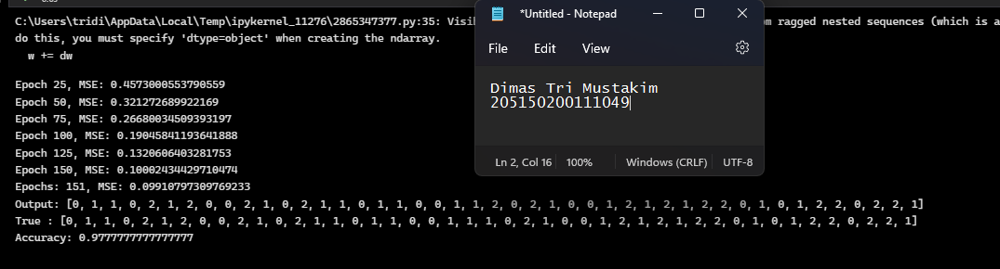 C:\Users\tridi\AppData\Local\Temp\ipykernel_11276\2865347377.py:35: Visi
ragged nested sequences (which is a
do this, you must specify 'dtype=object' when creating the ndarray.
w += dw
Epoch 25, MSE: 0.4573000553790559
Epoch 50, MSE: 0.321272689922169
Epoch 75, MSE: 0.26680034509393197
Epoch 100, MSE: 0.19045841193641888
Epoch 125, MSE: 0.1320606403281753
Epoch 150, MSE: 0.10002434429710474
Epochs: 151, MSE: 0.09910797309769233
Output: [0, 1, 1, 0, 2, 1, 2, 0, 0, 2, 1, 0, 2, 1, 1, 0, 1, 1, 0, 0, 1, 1, 2, 0, 2, 1, 0, 0, 1, 2, 1, 2, 1, 2, 2, 0, 1, 0, 1, 2, 2, 0, 2, 2, 1]
True : [0, 1, 1, 0, 2, 1, 2, 0, 0, 2, 1, 0, 2, 1, 1, 0, 1, 1, 0, 0, 1, 1, 1, 0, 2, 1, 0, 0, 1, 2, 1, 2, 1, 2, 2, 0, 1, 0, 1, 2, 2, 0, 2, 2, 1]
Accuracy: 0.9777777777777777
*Untitled - Notepad
File Edit View
Dimas Tri Mustakim
205150200111049
Ln 2, Col 16 100% Windows (CRLF) UTF-8